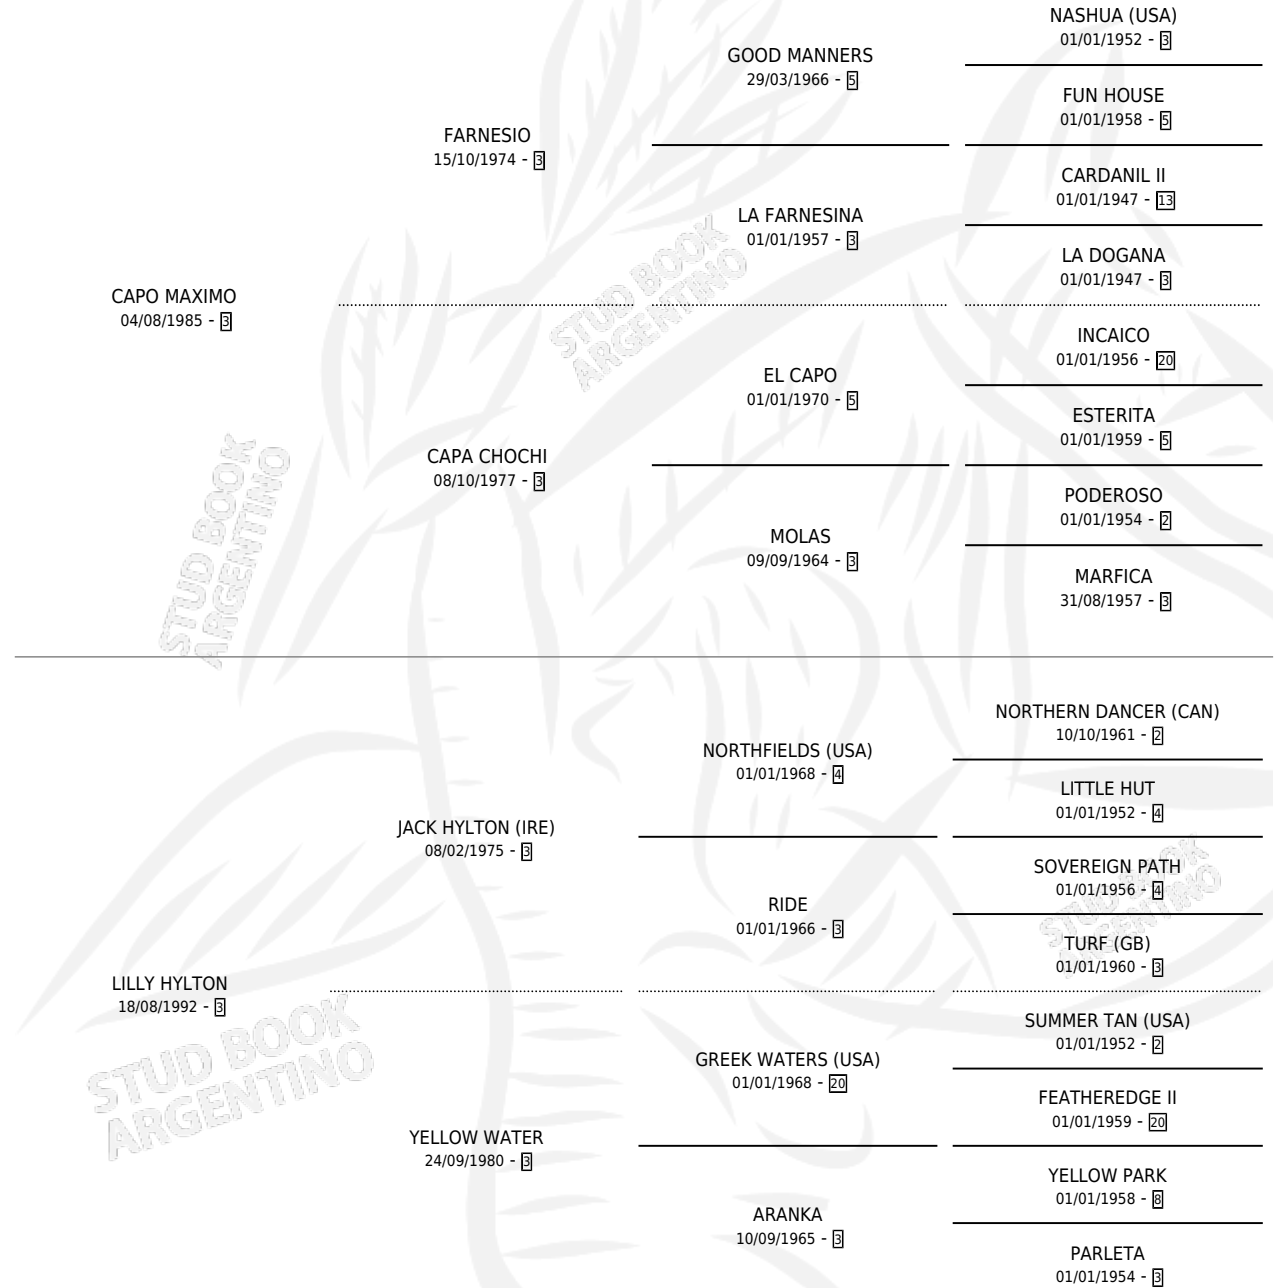 NASHUA (USA)
01/01/1952 - 3
GOOD MANNERS
29/03/1966 - 5
FUN HOUSE
01/01/1958 - 5
FARNESIO
15/10/1974 - 3
CARDANIL II
01/01/1947 - 13
LA FARNESINA
01/01/1957 - 3
LA DOGANA
01/01/1947 - 3
CAPO MAXIMO
04/08/1985 - 3
INCAICO
01/01/1956 - 20
EL CAPO
01/01/1970 - 5
ESTERITA
01/01/1959 - 5
CAPA CHOCHI
08/10/1977 - 3
PODEROSO
01/01/1954 - 2
MOLAS
09/09/1964 - 3
MARFICA
31/08/1957 - 3
STUD BOOK
ARGENTINO
STUD BOOK
ARGENTINO
NORTHERN DANCER (CAN)
10/10/1961 - 2
NORTHFIELDS (USA)
01/01/1968 - 4
LITTLE HUT
01/01/1952 - 4
JACK HYLTON (IRE)
08/02/1975 - 3
SOVEREIGN PATH
01/01/1956 - 4
RIDE
01/01/1966 - 3
TURF (GB)
01/01/1960 - 3
STUD BOOK
ARGENTINO
LILLY HYLTON
18/08/1992 - 3
SUMMER TAN (USA)
01/01/1952 - 2
GREEK WATERS (USA)
01/01/1968 - 20
FEATHEREDGE II
01/01/1959 - 20
YELLOW WATER
24/09/1980 - 3
YELLOW PARK
01/01/1958 - 8
ARANKA
10/09/1965 - 3
PARLETA
01/01/1954 - 3
STUD BOOK
ARGENTINO